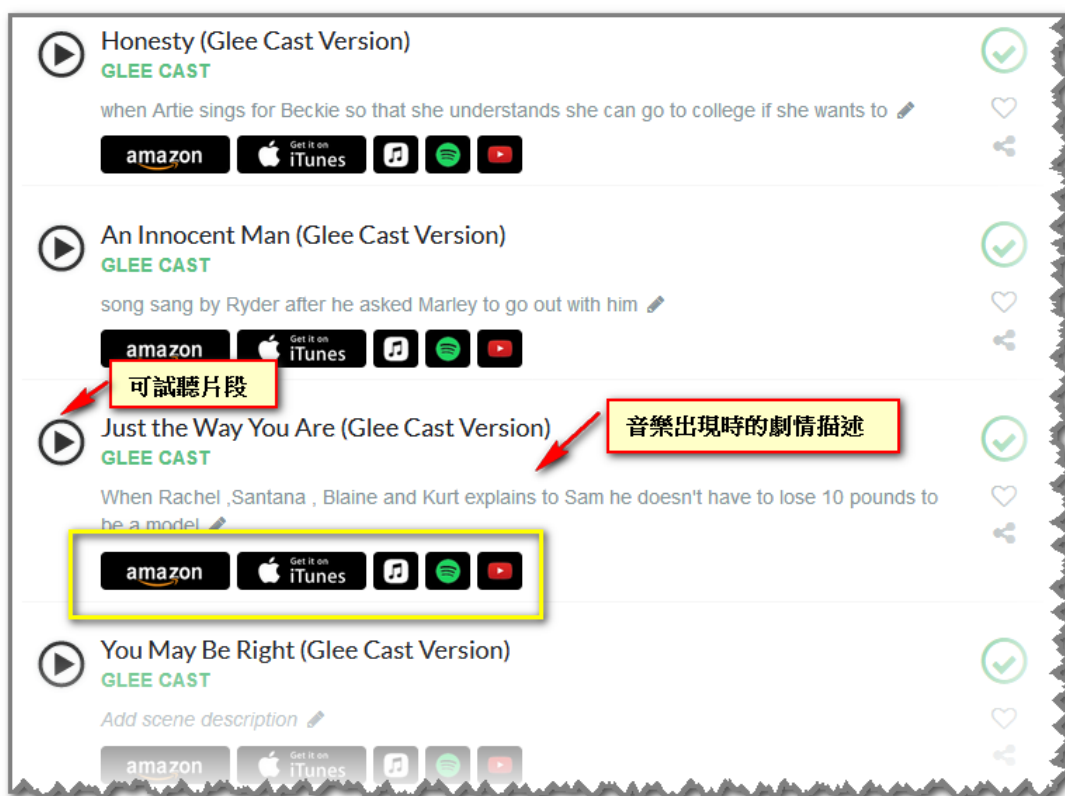 Honesty (Glee Cast Version)
GLEE CAST
when Artie sings for Beckie so that she understands she can go to college if she wants to
amazon Get it on iTunes
An Innocent Man (Glee Cast Version)
GLEE CAST
song sang by Ryder after he asked Marley to go out with him
amazon Get it on iTunes
可試聽片段
Just the Way You Are (Glee Cast Version)
音樂出現時的劇情描述
GLEE CAST
When Rachel ,Santana , Blaine and Kurt explains to Sam he doesn't have to lose 10 pounds to
be a model
amazon Get it on iTunes
You May Be Right (Glee Cast Version)
GLEE CAST
Add scene description
amazon Get it on iTunes